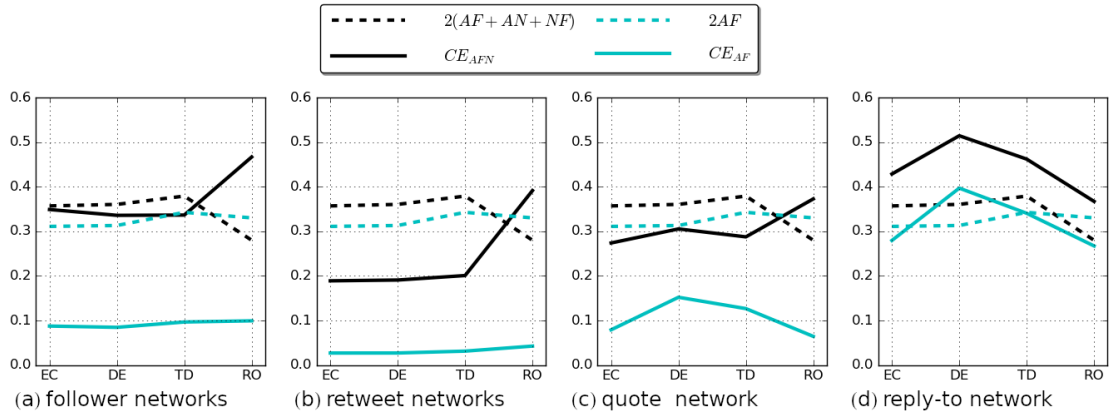 2(AF + AN + NF) 2AF
CE_AFN CE_AF
0.6 0.6 0.6 0.6
0.5 0.5 0.5 0.5
0.4 0.4 0.4 0.4
0.3 0.3 0.3 0.3
0.2 0.2 0.2 0.2
0.1 0.1 0.1 0.1
0.0 0.0 0.0 0.0
EC DE TD RO EC DE TD RO EC DE TD RO EC DE TD RO
(a) follower networks (b) retweet networks (c) quote network (d) reply-to network